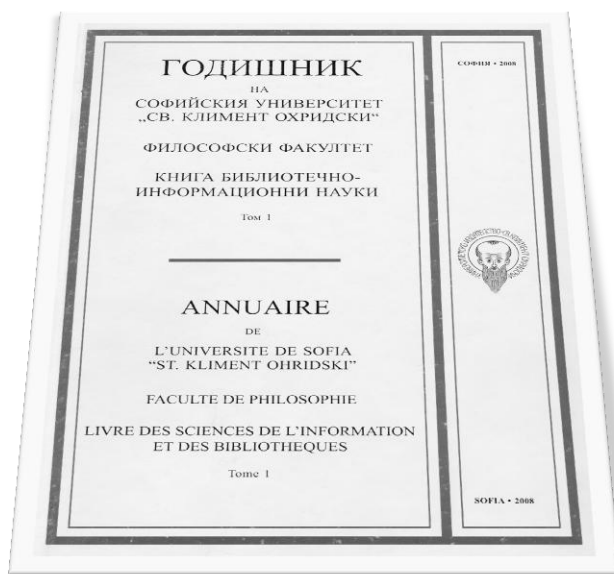 ГОДИШНИК
НА
СОФИЙСКИЯ УНИВЕРСИТЕТ
„СВ. КЛИМЕНТ ОХРИДСКИ“
ФИЛОСОФСКИ ФАКУЛТЕТ
КНИГА БИБЛИОТЕЧНО-
ИНФОРМАЦИОННИ НАУКИ
Том 1
ANNUAIRE
DE
L'UNIVERSITE DE SOFIA
“ST. KLIMENT OHRIDSKI”
FACULTE DE PHILOSOPHIE
LIVRE DES SCIENCES DE L'INFORMATION
ET DES BIBLIOTHEQUES
Tome 1
СОФИЯ • 2008
SOFIA • 2008